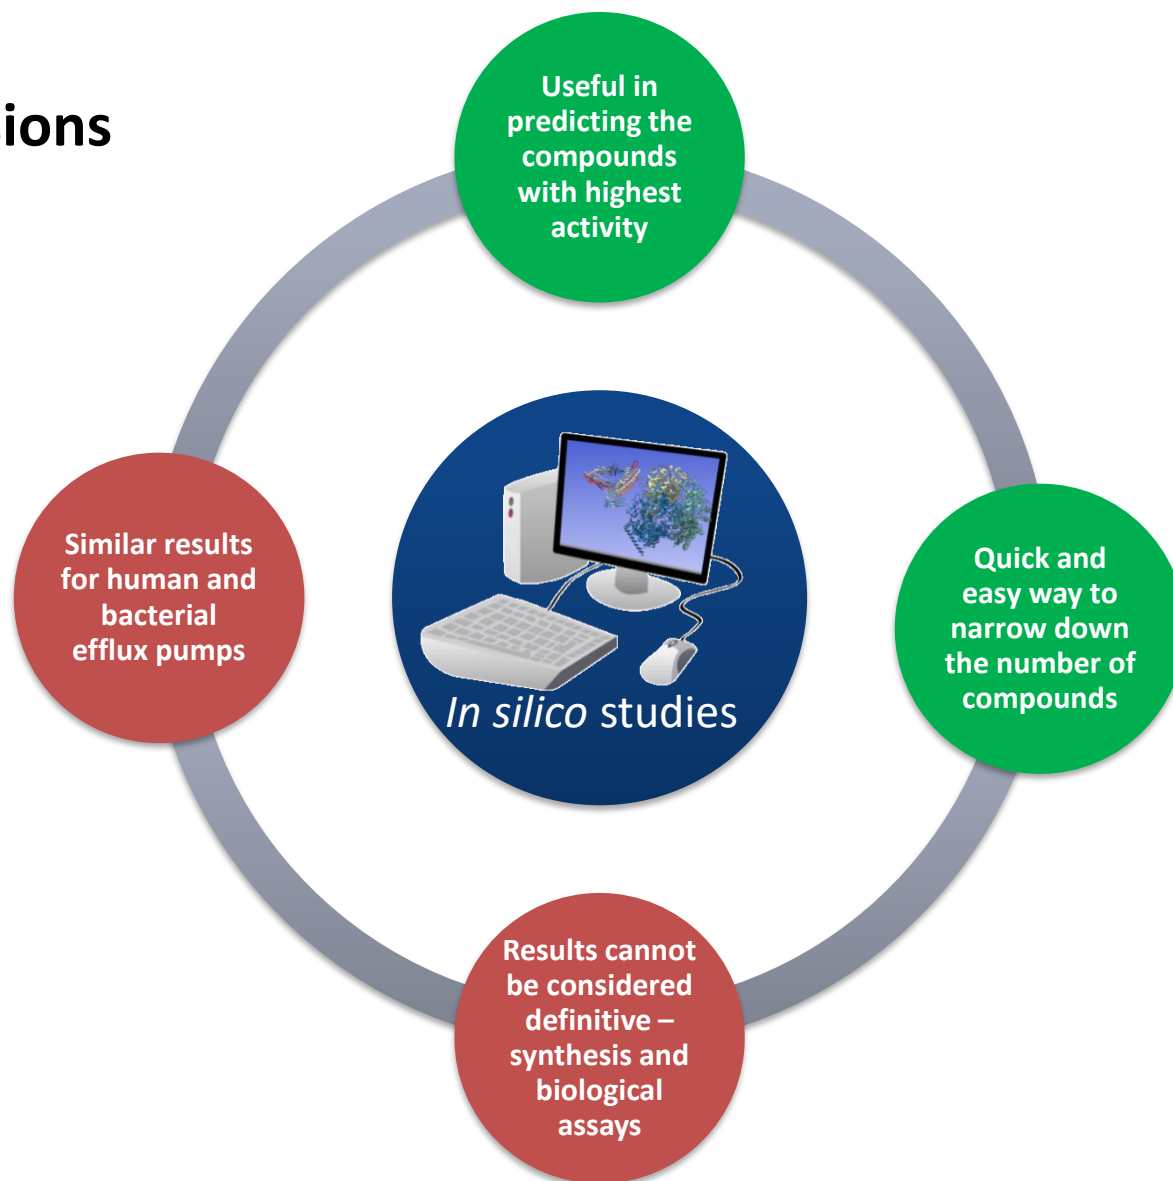 sions
Useful in
predicting the
compounds
with highest
activity
Similar results
for human and
bacterial
efflux pumps
In silico studies
Quick and
easy way to
narrow down
the number of
compounds
Results cannot
be considered
definitive –
synthesis and
biological
assays